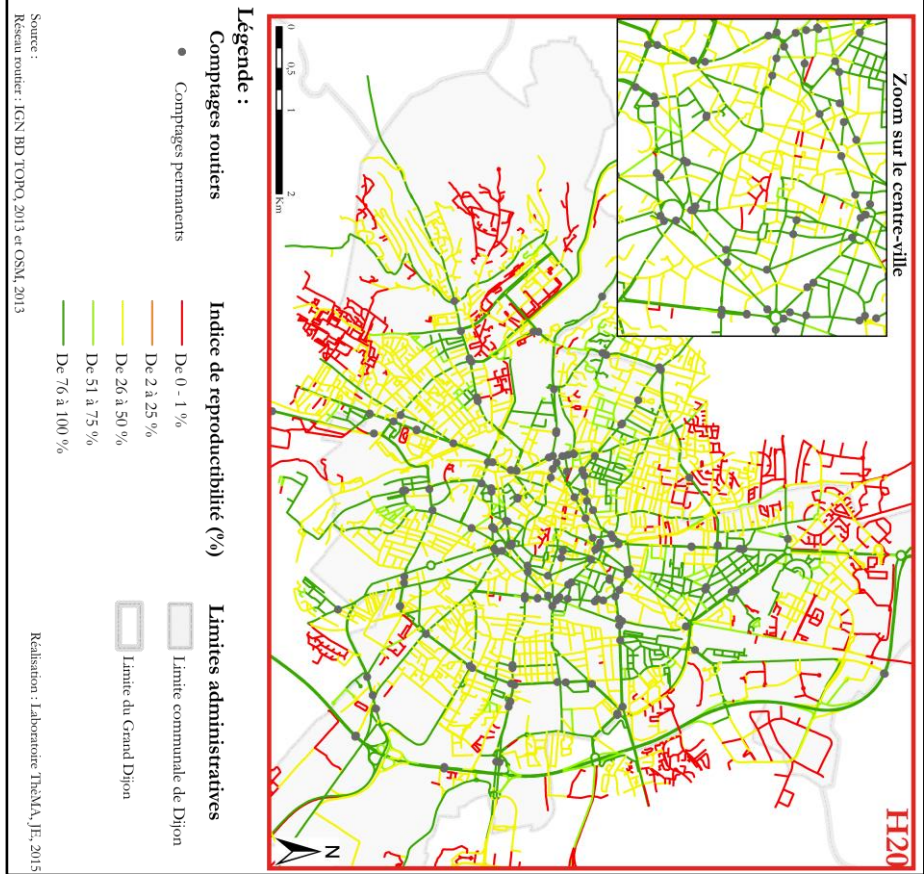 H20
Zoom sur le centre-ville
N
0 0,5 1 2
Km
Légende :
Comptages routiers
Comptages permanents
Indice de reproductibilité (%)
De 0 - 1 %
De 2 à 25 %
De 26 à 50 %
De 51 à 75 %
De 76 à 100 %
Limites administratives
Limite communale de Dijon
Limite du Grand Dijon
Source :
Réseau routier : IGN BD TOPO, 2013 et OSM, 2013
Réalisation : Laboratoire ThéMA, JE, 2015